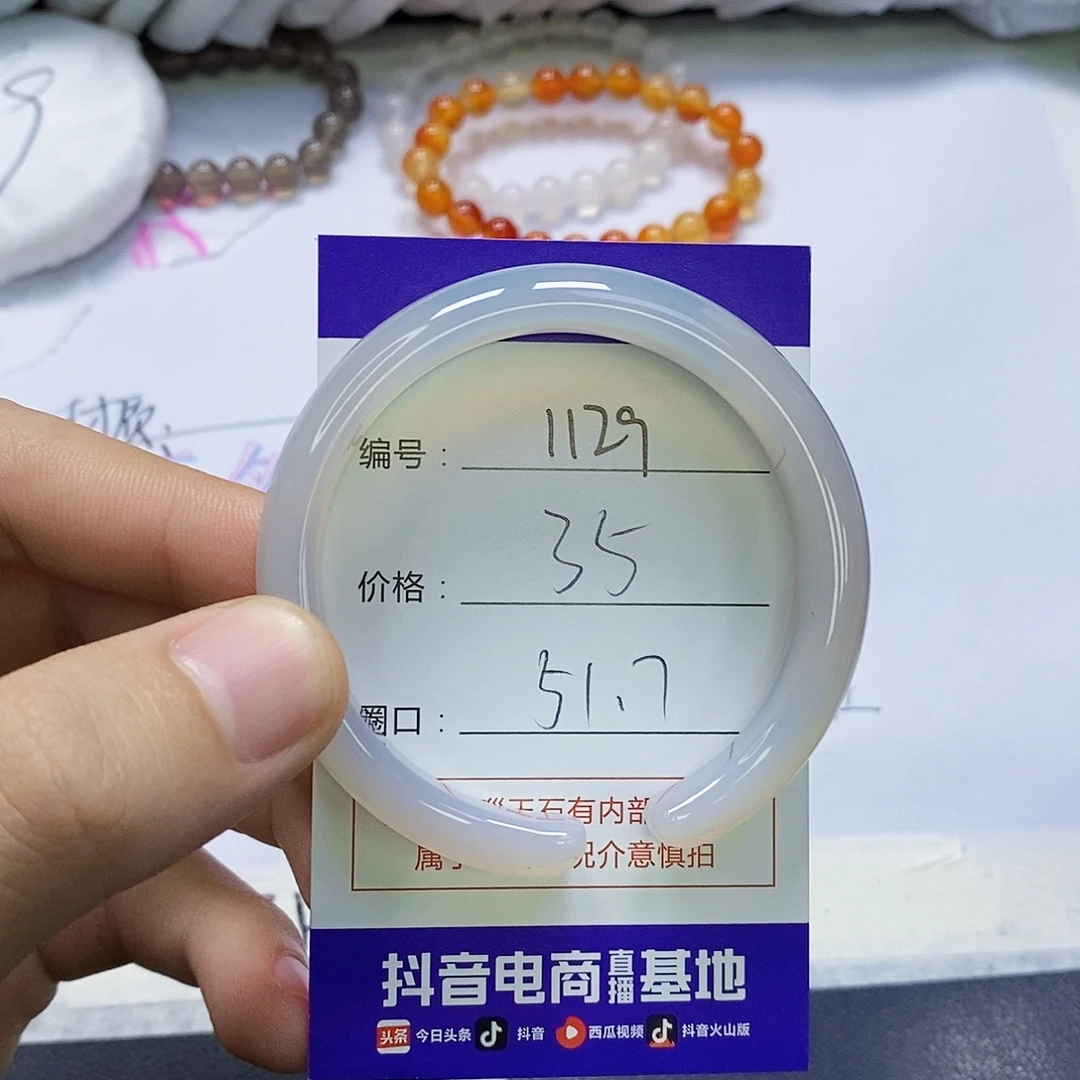 编号: 1129
价格: 35
圈口: 51.7
玉石有内部
属 介意慎拍
抖音电商直播基地
头条 今日头条 抖音 西瓜视频 抖音火山版